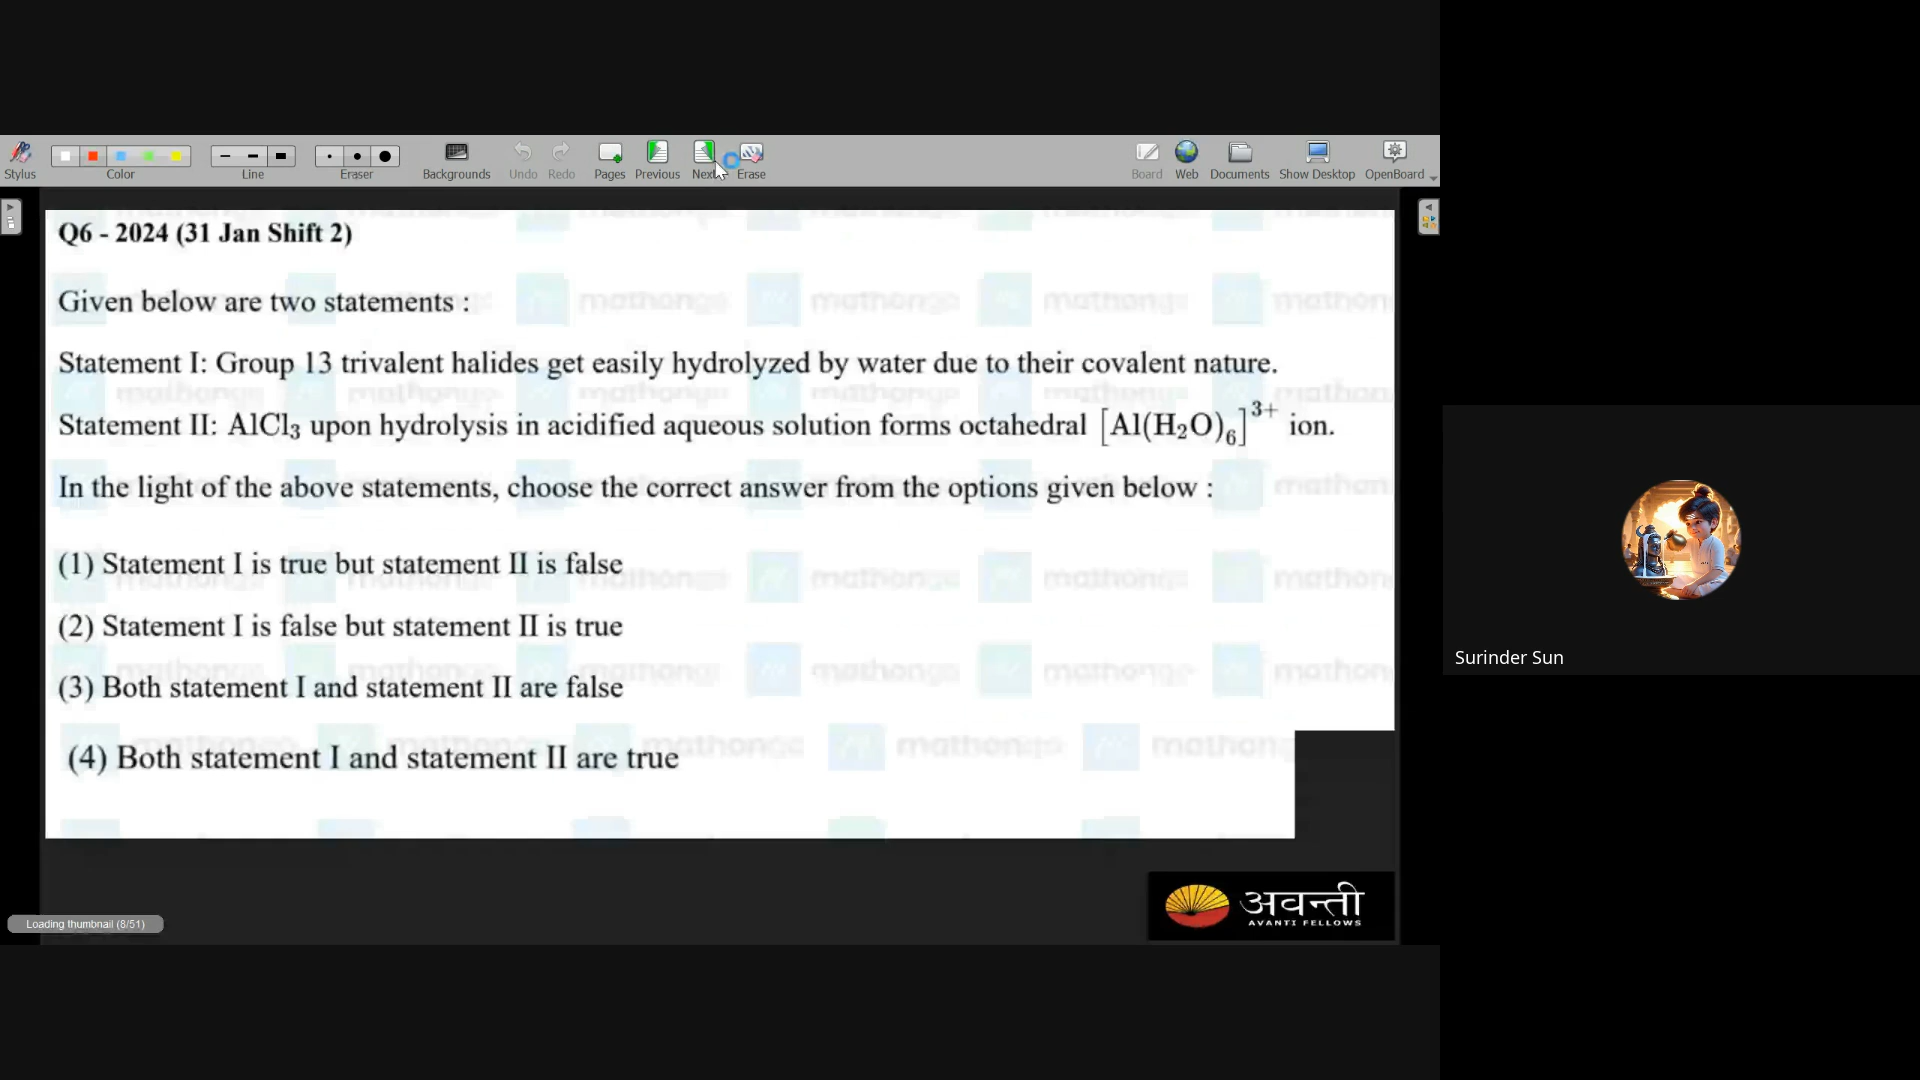 Stylus
Color
Line
Eraser
Backgrounds
Undo
Redo
Pages
Previous
Next
Erase
Board
Web
Documents
Show Desktop
OpenBoard
Q6 - 2024 (31 Jan Shift 2)
Given below are two statements :
Statement I: Group 13 trivalent halides get easily hydrolyzed by water due to their covalent nature.
Statement II: AlCl₃ upon hydrolysis in acidified aqueous solution forms octahedral [Al(H₂O)₆]³⁺ ion.
In the light of the above statements, choose the correct answer from the options given below :
(1) Statement I is true but statement II is false
(2) Statement I is false but statement II is true
(3) Both statement I and statement II are false
(4) Both statement I and statement II are true
Surinder Sun
अवन्ती
AVANTI FELLOWS
Loading thumbnail (8/51)